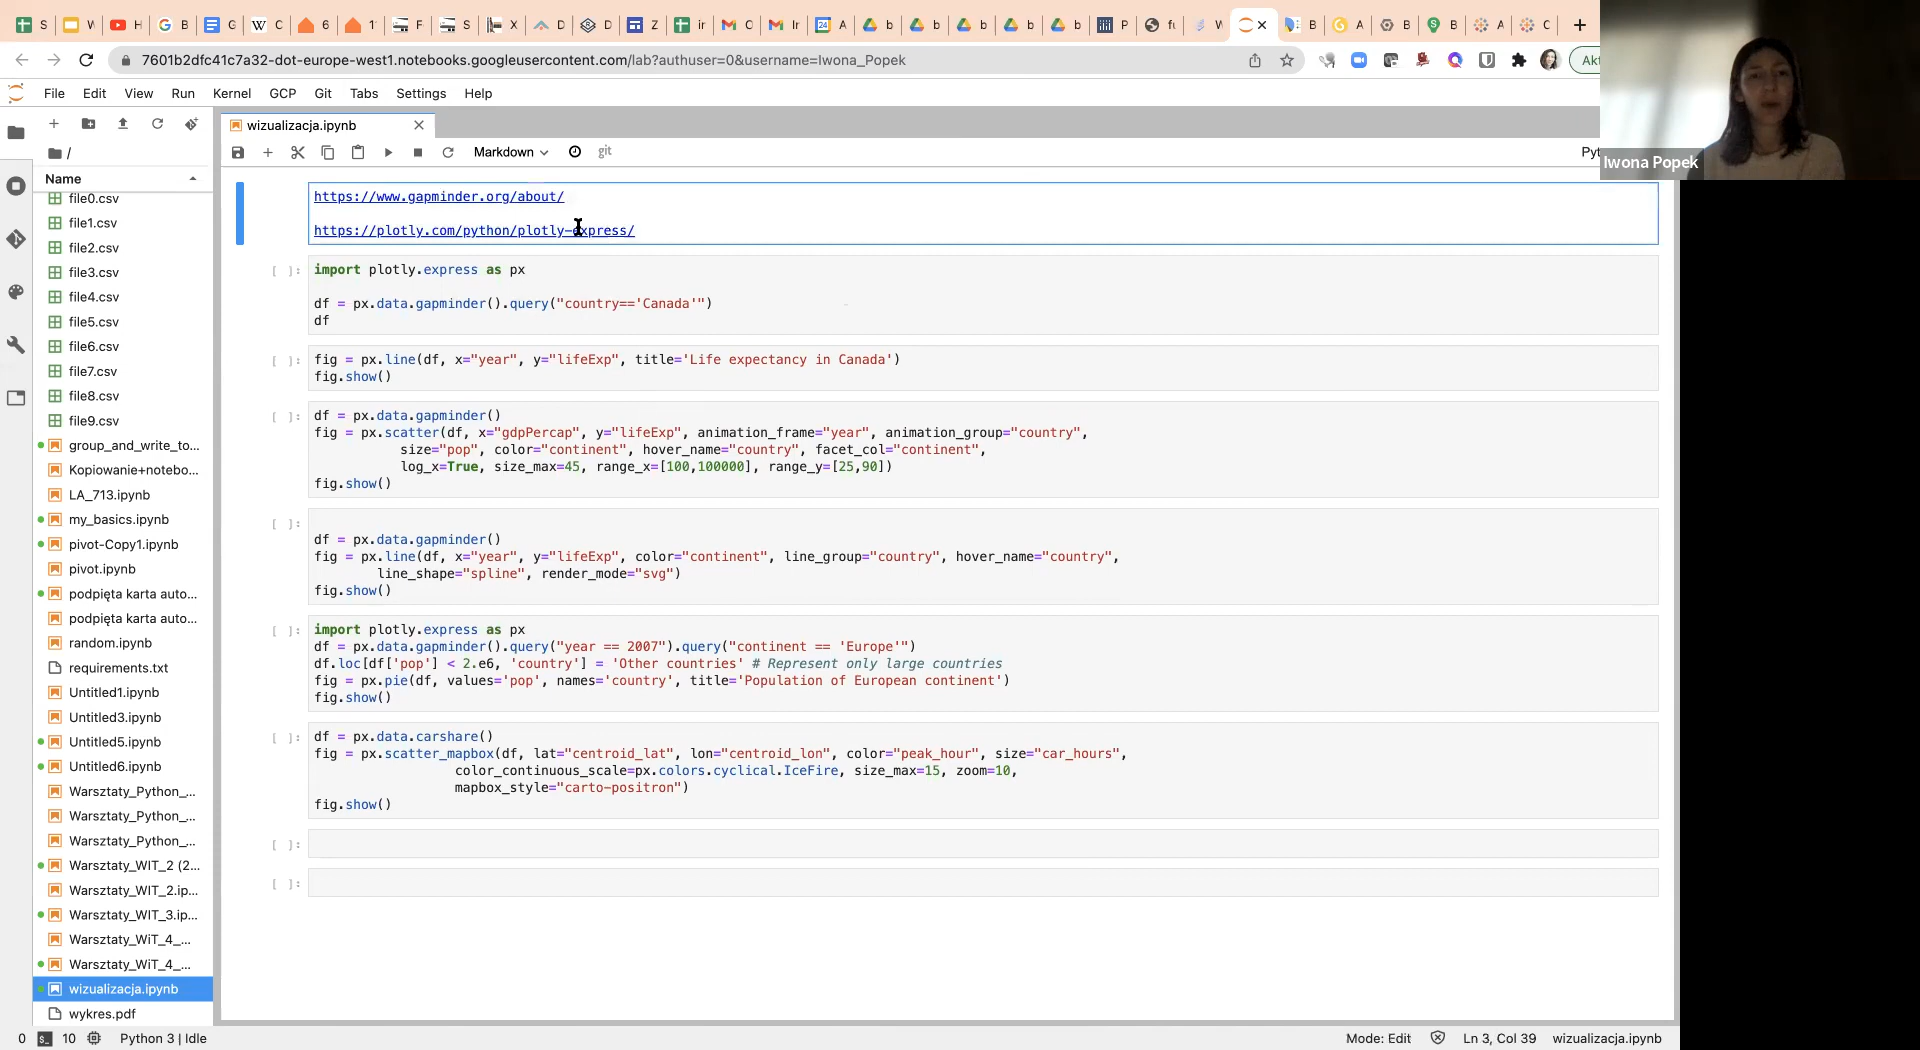 S
W
H
B
G
W
C
6
1
F
S
X
D
D
Z
ir
C
Ir
A
b
b
b
b
b
P
fu
W
B
A
B
B
A
C
7601b2dfc41c7a32-dot-europe-west1.notebooks.googleusercontent.com/lab?authuser=0&username=Iwona_Popek
Akt
File Edit View Run Kernel GCP Git Tabs Settings Help
wizualizacja.ipynb
/
Markdown
git
Pyt
Iwona Popek
Name
file0.csv
file1.csv
file2.csv
file3.csv
file4.csv
file5.csv
file6.csv
file7.csv
file8.csv
file9.csv
group_and_write_to...
Kopiowanie+notebo...
LA_713.ipynb
my_basics.ipynb
pivot-Copy1.ipynb
pivot.ipynb
podpięta karta auto...
podpięta karta auto...
random.ipynb
requirements.txt
Untitled1.ipynb
Untitled3.ipynb
Untitled5.ipynb
Untitled6.ipynb
Warsztaty_Python_...
Warsztaty_Python_...
Warsztaty_Python_...
Warsztaty_WIT_2 (2...
Warsztaty_WIT_2.ip...
Warsztaty_WIT_3.ip...
Warsztaty_WiT_4_...
Warsztaty_WiT_4_...
wizualizacja.ipynb
wykres.pdf
https://www.gapminder.org/about/
https://plotly.com/python/plotly-express/
[ ]:
import plotly.express as px
df = px.data.gapminder().query("country=='Canada'")
df
[ ]:
fig = px.line(df, x="year", y="lifeExp", title='Life expectancy in Canada')
fig.show()
[ ]:
df = px.data.gapminder()
fig = px.scatter(df, x="gdpPercap", y="lifeExp", animation_frame="year", animation_group="country",
size="pop", color="continent", hover_name="country", facet_col="continent",
log_x=True, size_max=45, range_x=[100,100000], range_y=[25,90])
fig.show()
[ ]:
df = px.data.gapminder()
fig = px.line(df, x="year", y="lifeExp", color="continent", line_group="country", hover_name="country",
line_shape="spline", render_mode="svg")
fig.show()
[ ]:
import plotly.express as px
df = px.data.gapminder().query("year == 2007").query("continent == 'Europe'")
df.loc[df['pop'] < 2.e6, 'country'] = 'Other countries' # Represent only large countries
fig = px.pie(df, values='pop', names='country', title='Population of European continent')
fig.show()
[ ]:
df = px.data.carshare()
fig = px.scatter_mapbox(df, lat="centroid_lat", lon="centroid_lon", color="peak_hour", size="car_hours",
color_continuous_scale=px.colors.cyclical.IceFire, size_max=15, zoom=10,
mapbox_style="carto-positron")
fig.show()
[ ]:
[ ]:
0 10 Python 3 | Idle
Mode: Edit Ln 3, Col 39 wizualizacja.ipynb